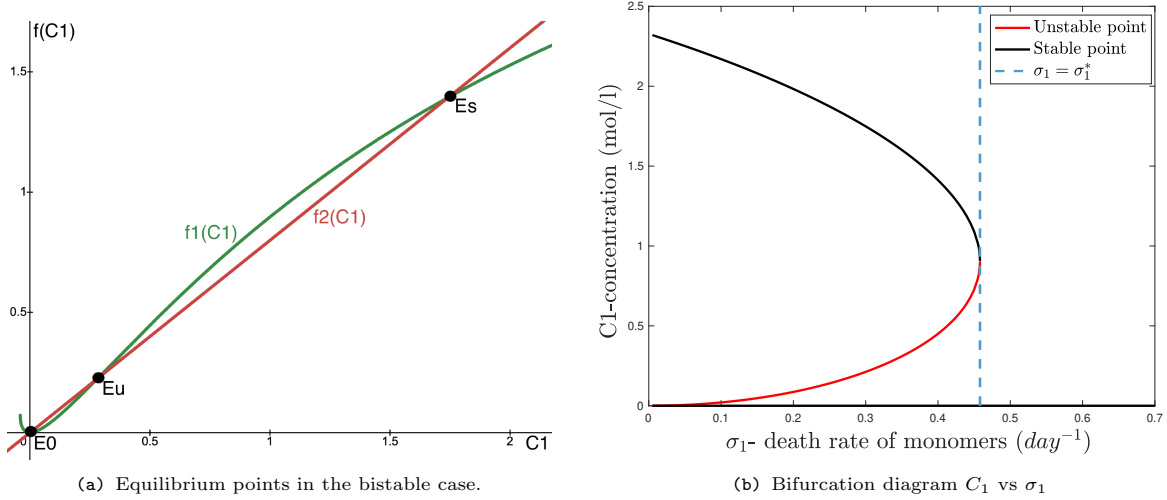 f(C1)
1.5
1
0.5
0
0.5
1
1.5
2
C1
f1(C1)
f2(C1)
Es
Eu
E0
(a) Equilibrium points in the bistable case.
2.5
2
1.5
1
0.5
0
0
0.1
0.2
0.3
0.4
0.5
0.6
0.7
C1-concentration (mol/l)
σ₁- death rate of monomers (day⁻¹)
Unstable point
Stable point
σ₁ = σ₁*
(b) Bifurcation diagram C₁ vs σ₁